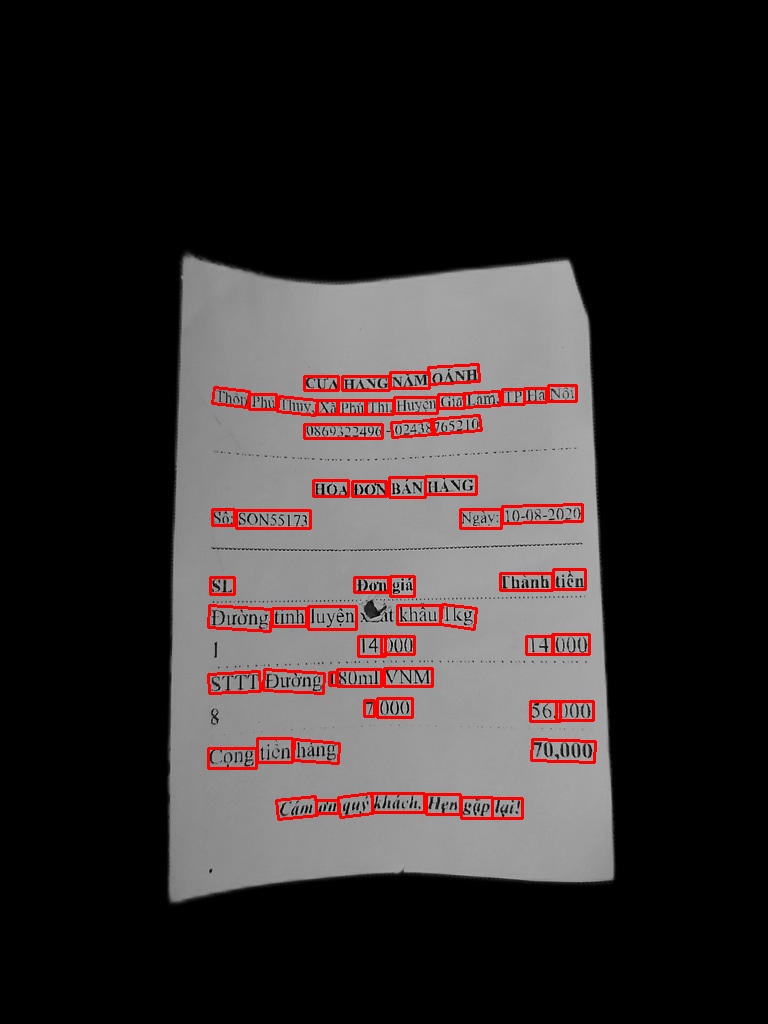 CỬA HÀNG NĂM OÁNH
Thôn Phú Thụy, Xã Phú Thị, Huyện Gia Lâm, TP Hà Nội
0869322496 - 02438765210
HÓA ĐƠN BÁN HÀNG
Số: SON55173 Ngày: 10-08-2020
SL Đơn giá Thành tiền
Đường tinh luyện xuất khẩu 1kg
1 14,000 14,000
STTT Đường 180ml VNM
8 7,000 56,000
Cộng tiền hàng 70,000
Cám ơn quý khách, Hẹn gặp lại!